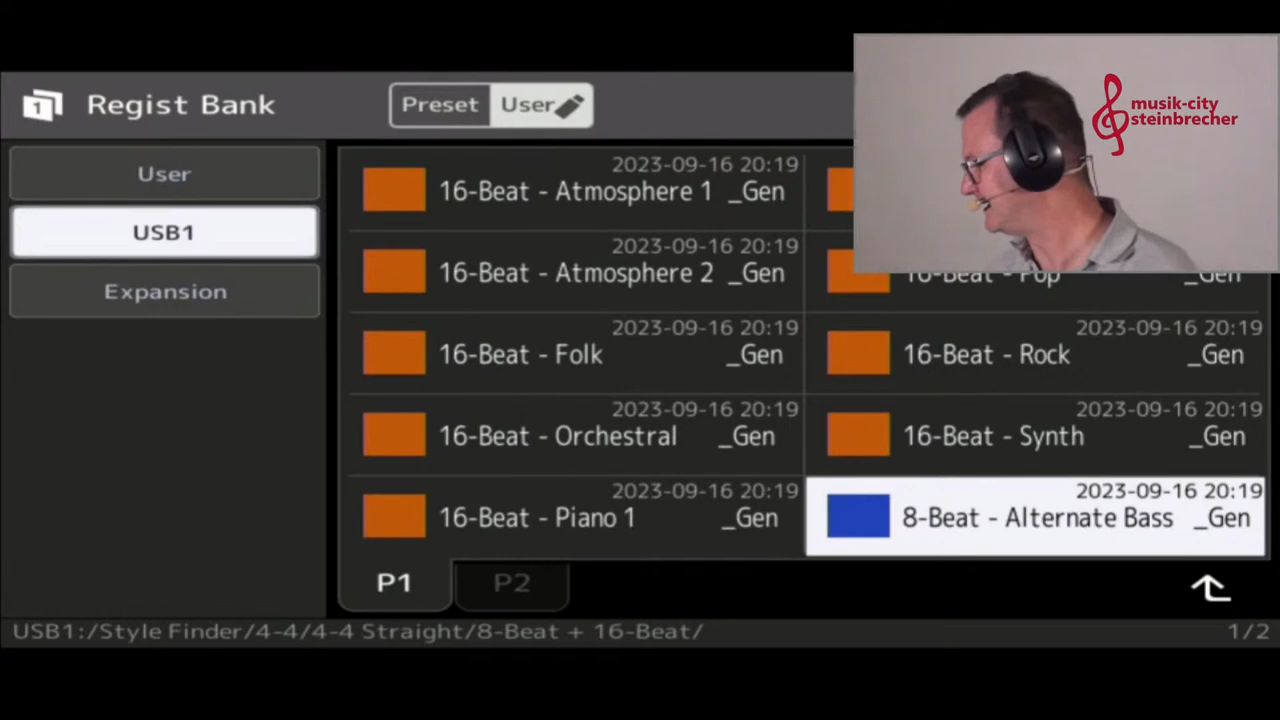 1 Regist Bank
Preset User
User
USB1
Expansion
2023-09-16 20:19
16-Beat - Atmosphere 1 _Gen
2023-09-16 20:19
16-Beat - Atmosphere 2 _Gen
2023-09-16 20:19
16-Beat - Folk _Gen
2023-09-16 20:19
16-Beat - Orchestral _Gen
2023-09-16 20:19
16-Beat - Piano 1 _Gen
16-Beat - Pop _Gen
2023-09-16 20:19
16-Beat - Rock _Gen
2023-09-16 20:19
16-Beat - Synth _Gen
2023-09-16 20:19
8-Beat - Alternate Bass _Gen
P1 P2
USB1:/Style Finder/4-4/4-4 Straight/8-Beat + 16-Beat/ 1/2
musik-city
steinbrecher